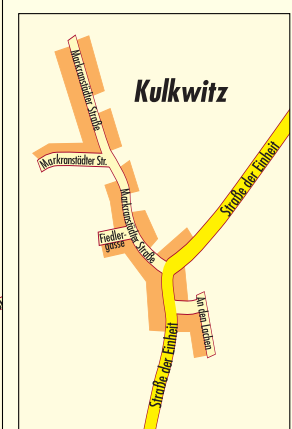 Kulkwitz
Markranstädter Straße
Markranstädter Str.
Straße der Einheit
Markranstädter Straße
Fiedler-
gasse
An den Lachen
Straße der Einheit